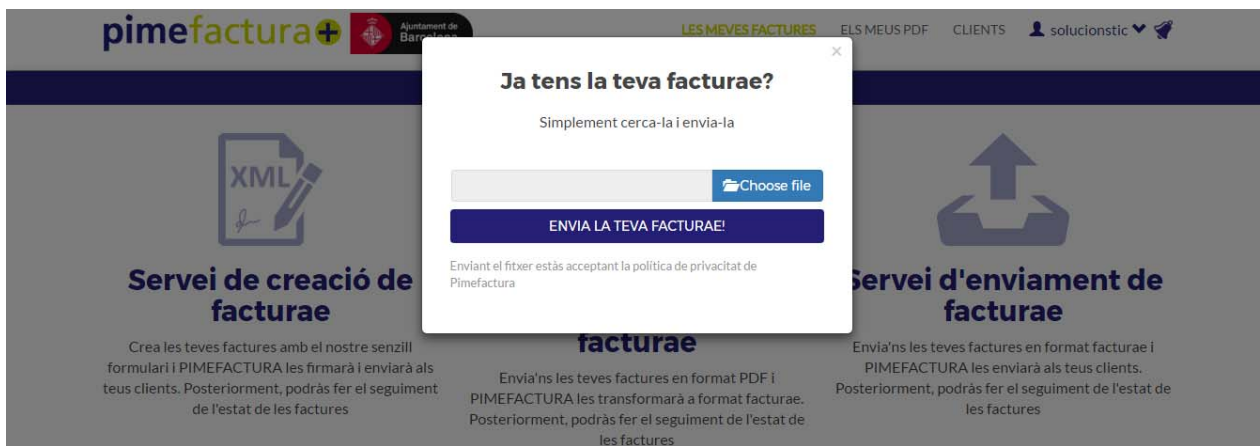 pimefactura+
Ajuntament de
Barcelona
LES MEVES FACTURES ELS MEUS PDF CLIENTS solucionstic
×
Ja tens la teva facturae?
Simplement cerca-la i envia-la
Choose file
ENVIA LA TEVA FACTURAE!
Enviant el fitxer estàs acceptant la política de privacitat de
Pimefactura
XML
Servei de creació de
facturae
Crea les teves factures amb el nostre senzill
formulari i PIMEFACTURA les firmarà i enviarà als
teus clients. Posteriorment, podràs fer el seguiment
de l'estat de les factures
facturae
Envia'ns les teves factures en format PDF i
PIMEFACTURA les transformarà a format facturae.
Posteriorment, podràs fer el seguiment de l'estat de
les factures
Servei d'enviament de
facturae
Envia'ns les teves factures en format facturae i
PIMEFACTURA les enviarà als teus clients.
Posteriorment, podràs fer el seguiment de l'estat de
les factures